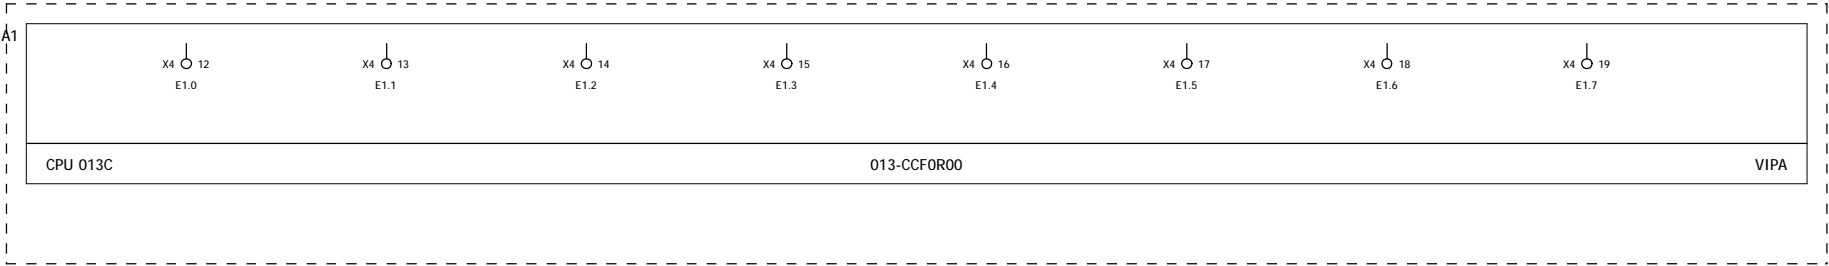 A1
X4 12 X4 13 X4 14 X4 15 X4 16 X4 17 X4 18 X4 19
E1.0 E1.1 E1.2 E1.3 E1.4 E1.5 E1.6 E1.7
CPU 013C 013-CCF0R00 VIPA